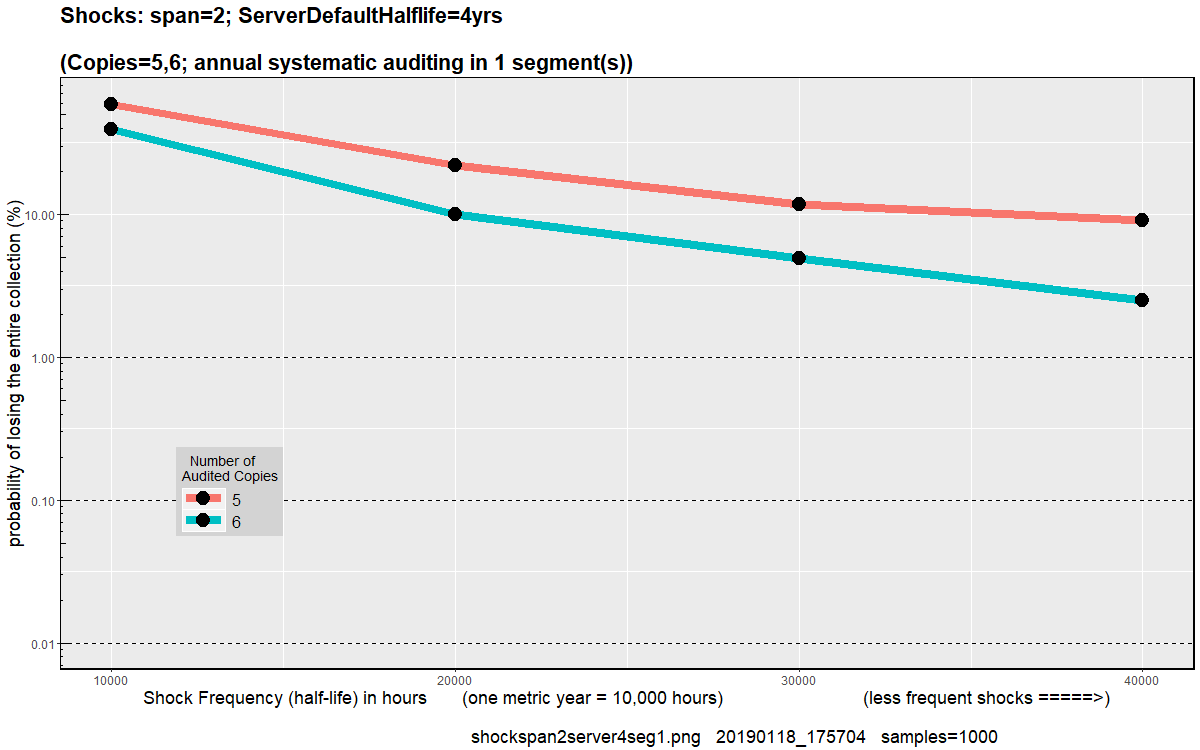 Shocks: span=2; ServerDefaultHalflife=4yrs
(Copies=5,6; annual systematic auditing in 1 segment(s))
probability of losing the entire collection (%)
10.00
1.00
0.10
0.01
Number of
Audited Copies
5
6
10000 20000 30000 40000
Shock Frequency (half-life) in hours (one metric year = 10,000 hours) (less frequent shocks =====>)
shockspan2server4seg1.png 20190118_175704 samples=1000